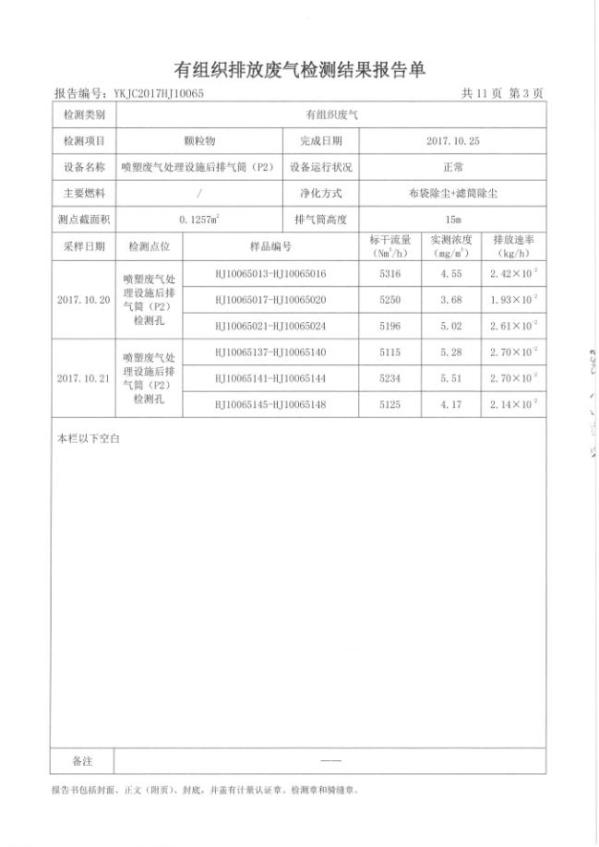 有组织排放废气检测结果报告单
报告编号：YKJC2017HJ10065 共 11 页 第 3 页
检测类别 有组织废气
检测项目 颗粒物 完成日期 2017.10.25
设备名称 喷塑废气处理设施后排气筒（P2） 设备运行状况 正常
主要燃料 / 净化方式 布袋除尘+滤筒除尘
测点截面积 0.1257m² 排气筒高度 15m
采样日期 检测点位 样品编号 标干流量（Nm³/h） 实测浓度（mg/m³） 排放速率（kg/h）
2017.10.20 喷塑废气处理设施后排气筒（P2）检测孔 HJ10065013-HJ10065016 5316 4.55 2.42×10⁻²
HJ10065017-HJ10065020 5250 3.68 1.93×10⁻²
HJ10065021-HJ10065024 5196 5.02 2.61×10⁻²
2017.10.21 喷塑废气处理设施后排气筒（P2）检测孔 HJ10065137-HJ10065140 5115 5.28 2.70×10⁻²
HJ10065141-HJ10065144 5234 5.51 2.70×10⁻²
HJ10065145-HJ10065148 5125 4.17 2.14×10⁻²
本栏以下空白
备注 ——
报告书包括封面、正文（附页）、封底，并盖有计量认证章、检测章和骑缝章。